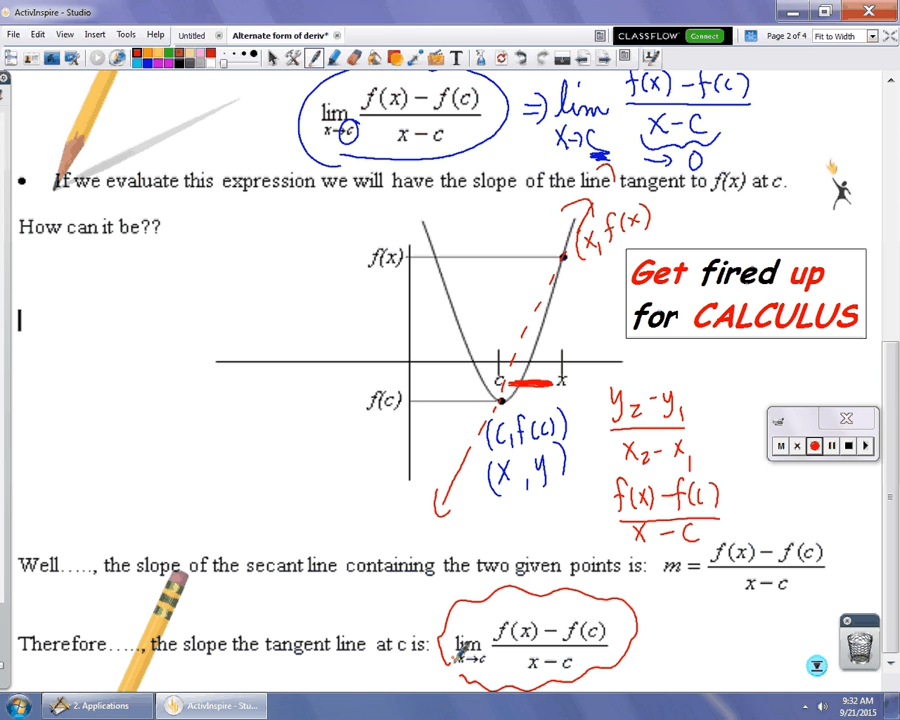 ActivInspire - Studio
File Edit View Insert Tools Help Untitled Alternate form of deriv* CLASSFLOW Connect Page 2 of 4 Fit to Width
lim x→c f(x) – f(c) / x – c ⇒ lim x→c f(x) – f(c) / x – c → 0
• If we evaluate this expression we will have the slope of the line tangent to f(x) at c.
How can it be??
(x, f(x)
f(x)
Get fired up
for CALCULUS
c x
f(c)
(c, f(c))
(x, y)
y2 - y1 / x2 - x1
f(x) - f(c) / x - c
M x
Well….., the slope of the secant line containing the two given points is: m = f(x) – f(c) / x – c
Therefore….., the slope the tangent line at c is: lim x→c f(x) – f(c) / x – c
2. Applications ActivInspire - Stu... 9:32 AM
9/21/2015